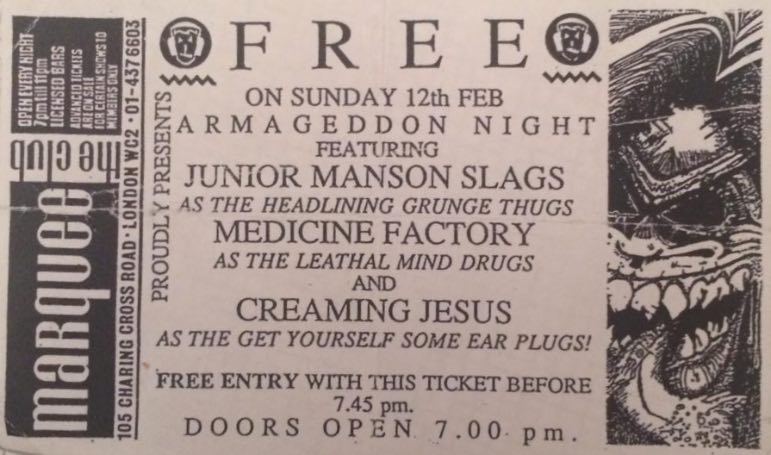 marquee
the club
OPEN EVERY NIGHT
7pm till 11pm
LICENSED BARS
ADVANCED TICKETS
ARE ON SALE
FOR CERTAIN SHOWS TO
MEMBERS ONLY
105 CHARING CROSS ROAD · LONDON WC2 · 01-437 6603
PROUDLY PRESENTS
FREE
ON SUNDAY 12th FEB
ARMAGEDDON NIGHT
FEATURING
JUNIOR MANSON SLAGS
AS THE HEADLINING GRUNGE THUGS
MEDICINE FACTORY
AS THE LEATHAL MIND DRUGS
AND
CREAMING JESUS
AS THE GET YOURSELF SOME EAR PLUGS!
FREE ENTRY WITH THIS TICKET BEFORE
7.45 pm.
DOORS OPEN 7.00 pm.